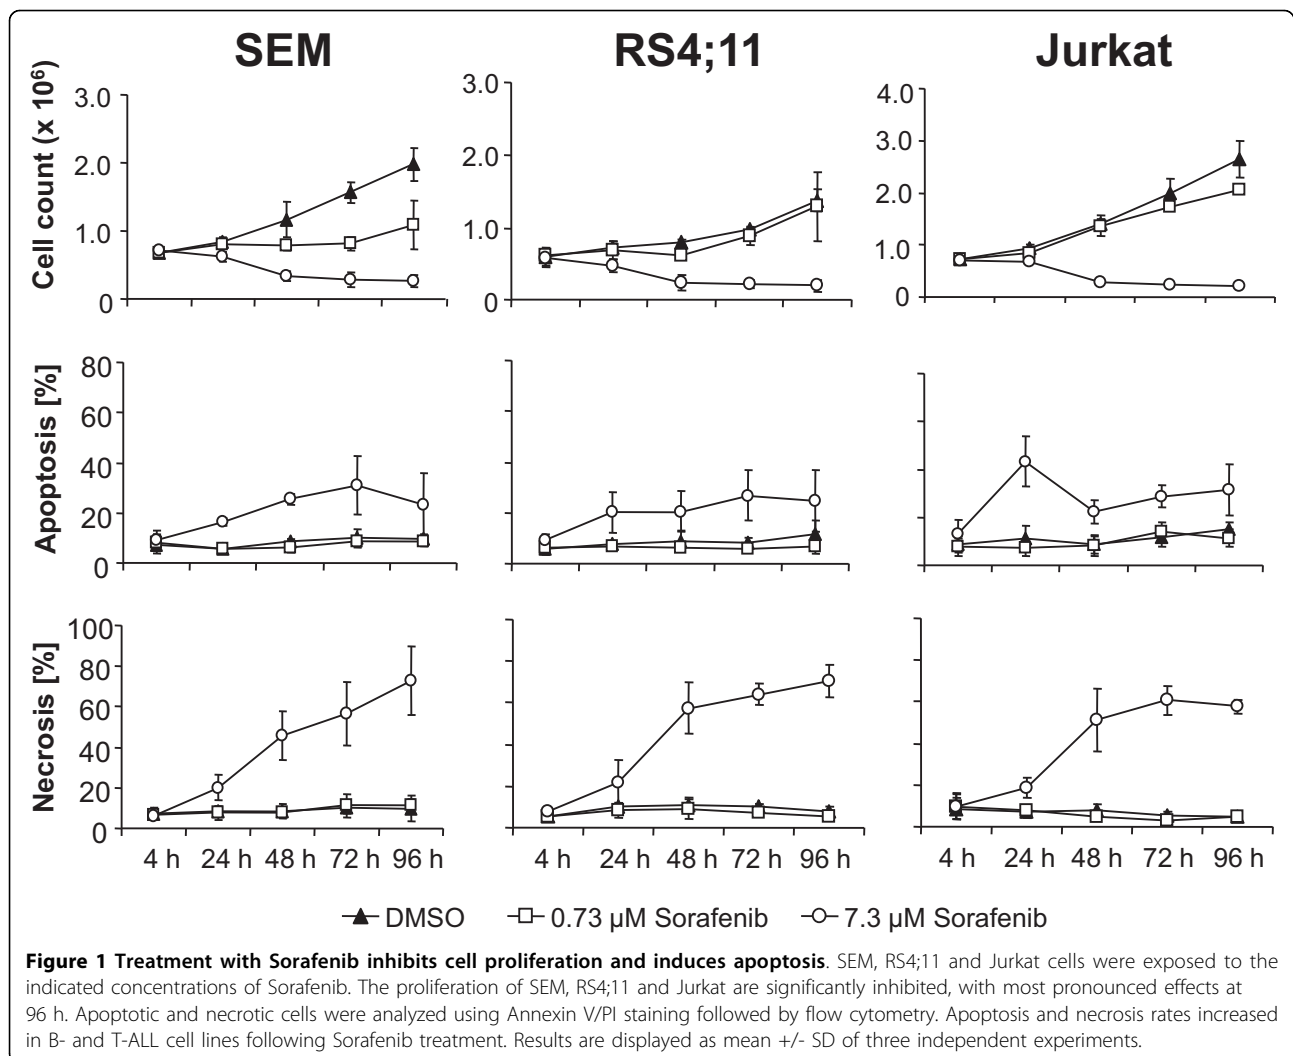 SEM RS4;11 Jurkat
Cell count (x 10⁶)
3.0
2.0
1.0
0
3.0
2.0
1.0
0
4.0
3.0
2.0
1.0
0
Apoptosis [%]
80
60
40
20
0
Necrosis [%]
100
80
60
40
20
0
4 h 24 h 48 h 72 h 96 h
4 h 24 h 48 h 72 h 96 h
4 h 24 h 48 h 72 h 96 h
DMSO 0.73 µM Sorafenib 7.3 µM Sorafenib
Figure 1 Treatment with Sorafenib inhibits cell proliferation and induces apoptosis. SEM, RS4;11 and Jurkat cells were exposed to the
indicated concentrations of Sorafenib. The proliferation of SEM, RS4;11 and Jurkat are significantly inhibited, with most pronounced effects at
96 h. Apoptotic and necrotic cells were analyzed using Annexin V/PI staining followed by flow cytometry. Apoptosis and necrosis rates increased
in B- and T-ALL cell lines following Sorafenib treatment. Results are displayed as mean +/- SD of three independent experiments.